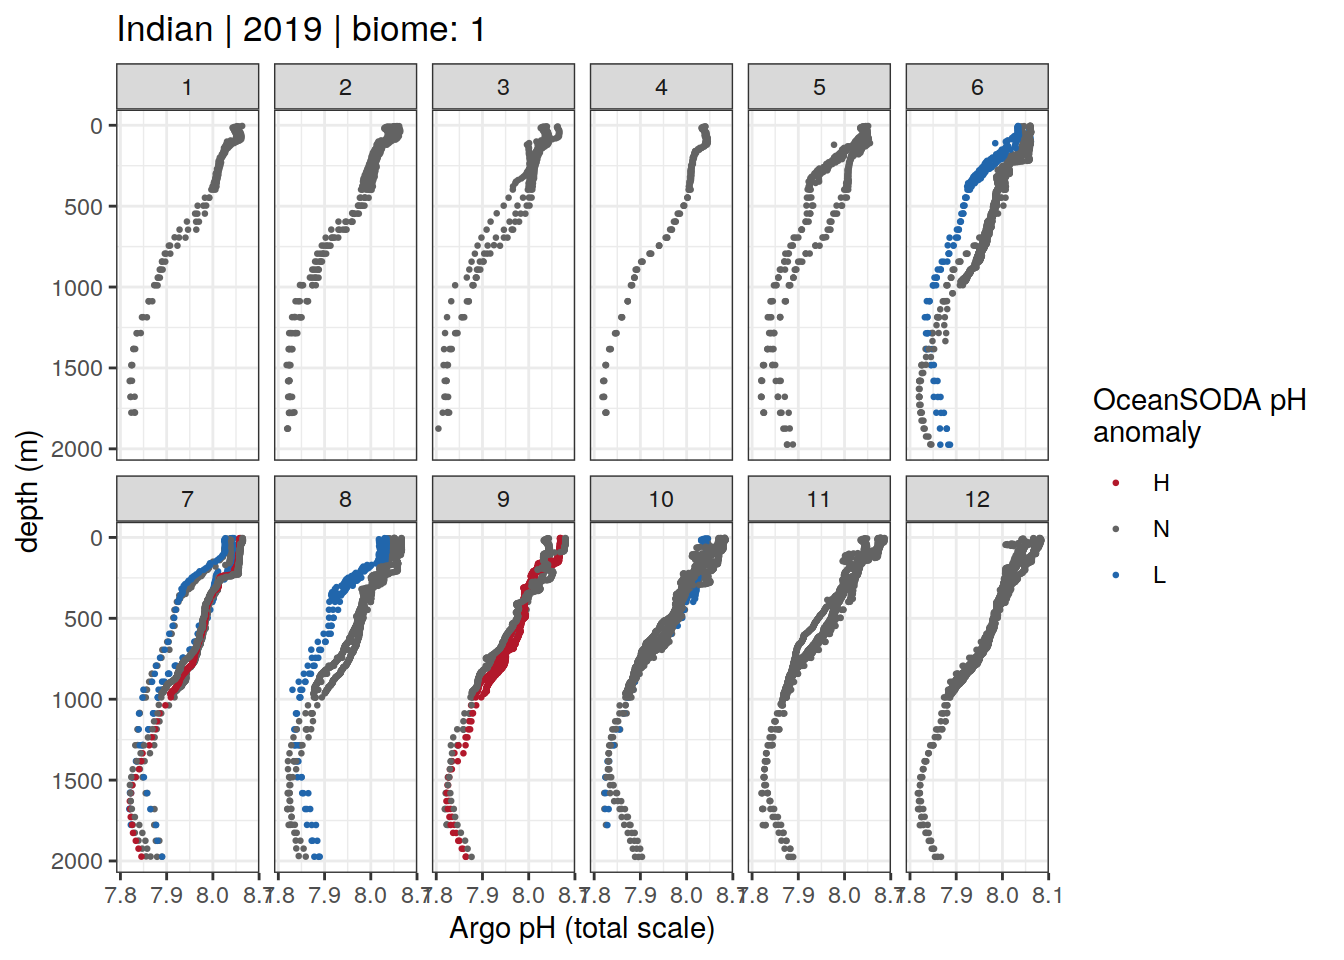 Indian | 2019 | biome: 1
1 2 3 4 5 6
0
500
1000
1500
2000
depth (m)
7 8 9 10 11 12
0
500
1000
1500
2000
7.8 7.9 8.0 8.1 7.8 7.9 8.0 8.1 7.8 7.9 8.0 8.1 7.8 7.9 8.0 8.1 7.8 7.9 8.0 8.1 7.8 7.9 8.0 8.1
Argo pH (total scale)
OceanSODA pH
anomaly
H
N
L